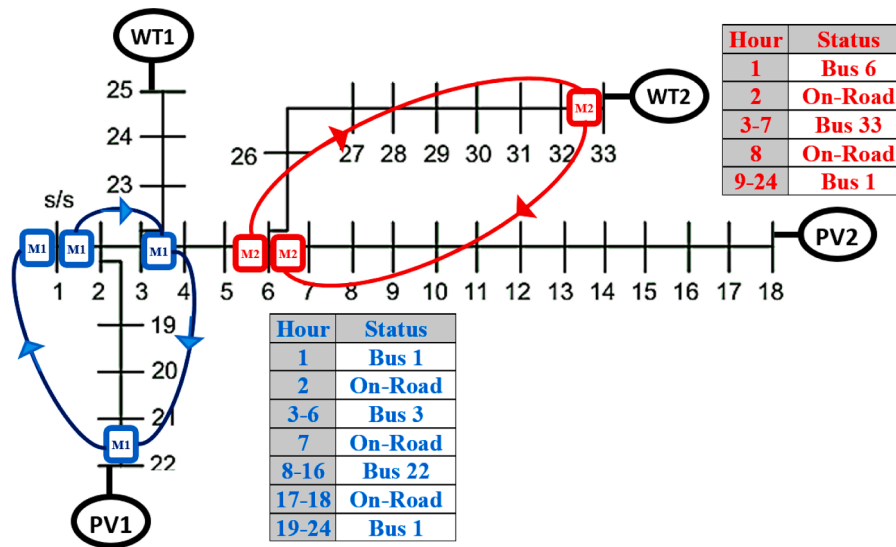 WT1
Hour Status
1 Bus 6
2 On-Road
3-7 Bus 33
8 On-Road
9-24 Bus 1
25
M2
WT2
24
26
27 28 29 30 31 32 33
23
s/s
M1 M1 M1 M2 M2
PV2
1 2 3 4 5 6 7 8 9 10 11 12 13 14 15 16 17 18
19
20
21
M1
22
PV1
Hour Status
1 Bus 1
2 On-Road
3-6 Bus 3
7 On-Road
8-16 Bus 22
17-18 On-Road
19-24 Bus 1